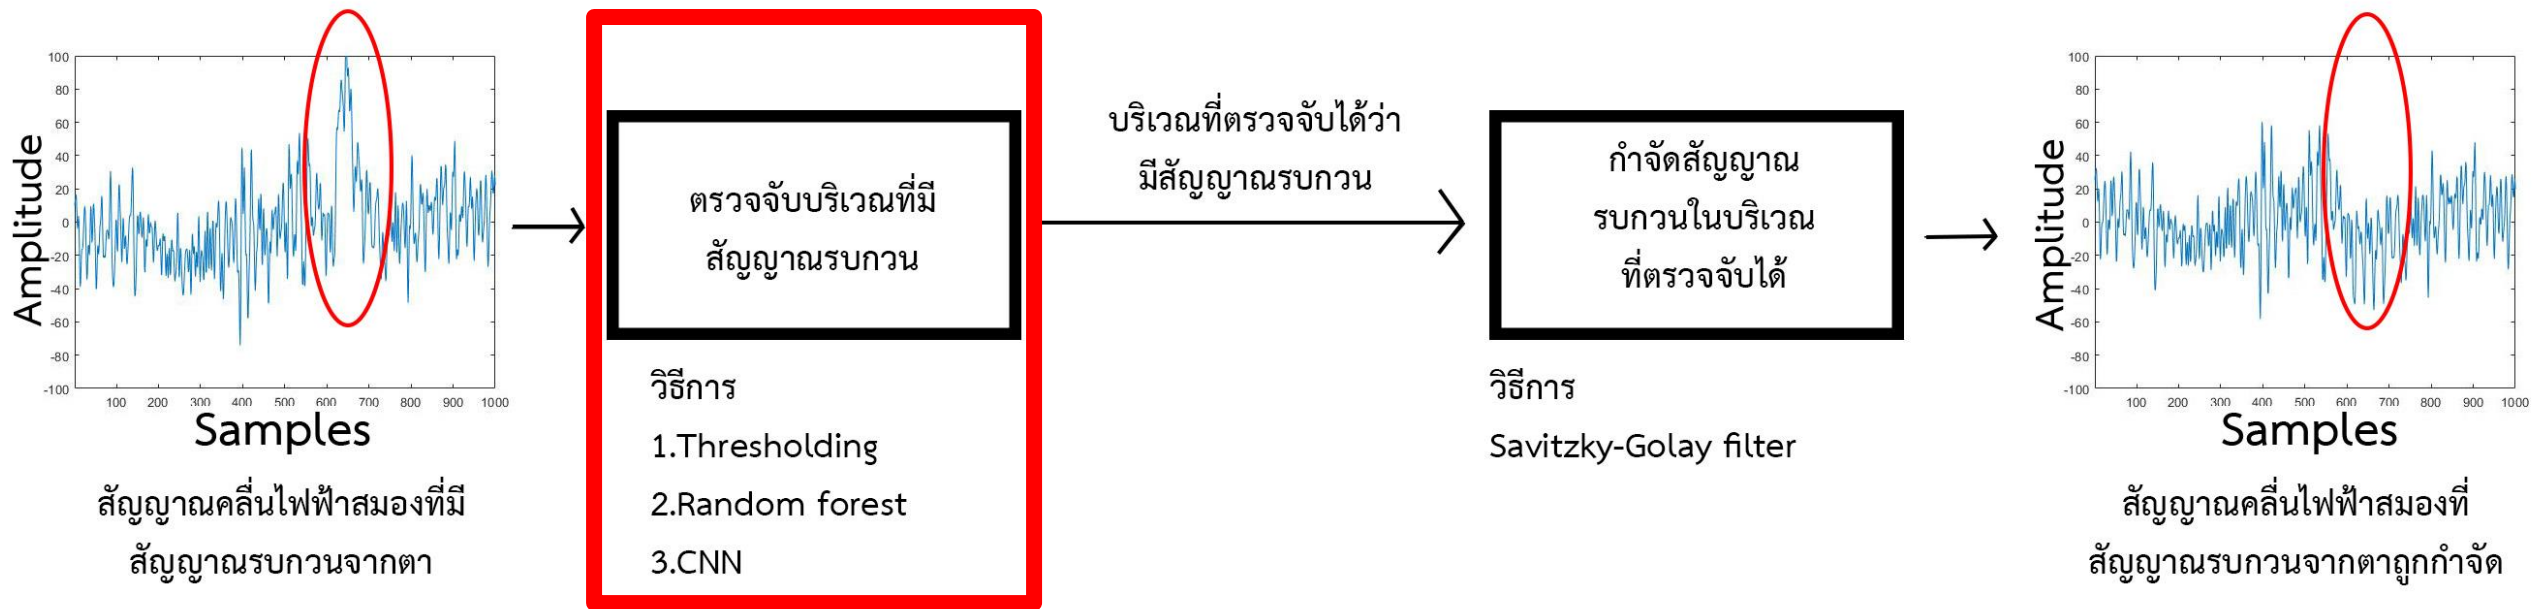 100
80
60
40
20
0
-20
-40
-60
-80
-100
Amplitude
100 200 300 400 500 600 700 800 900 1000
Samples
สัญญาณคลื่นไฟฟ้าสมองที่มี
สัญญาณรบกวนจากตา
ตรวจจับบริเวณที่มี
สัญญาณรบกวน
วิธีการ
1.Thresholding
2.Random forest
3.CNN
บริเวณที่ตรวจจับได้ว่า
มีสัญญาณรบกวน
กำจัดสัญญาณ
รบกวนในบริเวณ
ที่ตรวจจับได้
วิธีการ
Savitzky-Golay filter
100
80
60
40
20
0
-20
-40
-60
-80
-100
Amplitude
100 200 300 400 500 600 700 800 900 1000
Samples
สัญญาณคลื่นไฟฟ้าสมองที่
สัญญาณรบกวนจากตาถูกกำจัด